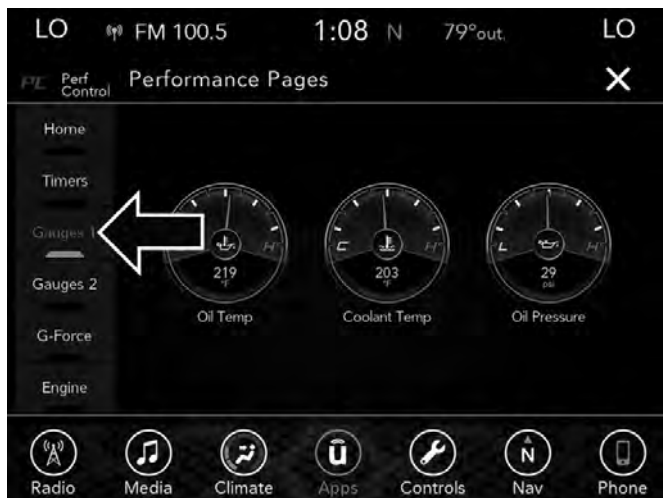 LO FM 100.5 1:08 N 79°out. LO
PC Perf Control Performance Pages X
Home
Timers
Gauges 1
Gauges 2
G-Force
Engine
H
219
°F
Oil Temp
C H
203
°F
Coolant Temp
L H
29
psi
Oil Pressure
Radio Media Climate Apps Controls N Nav Phone